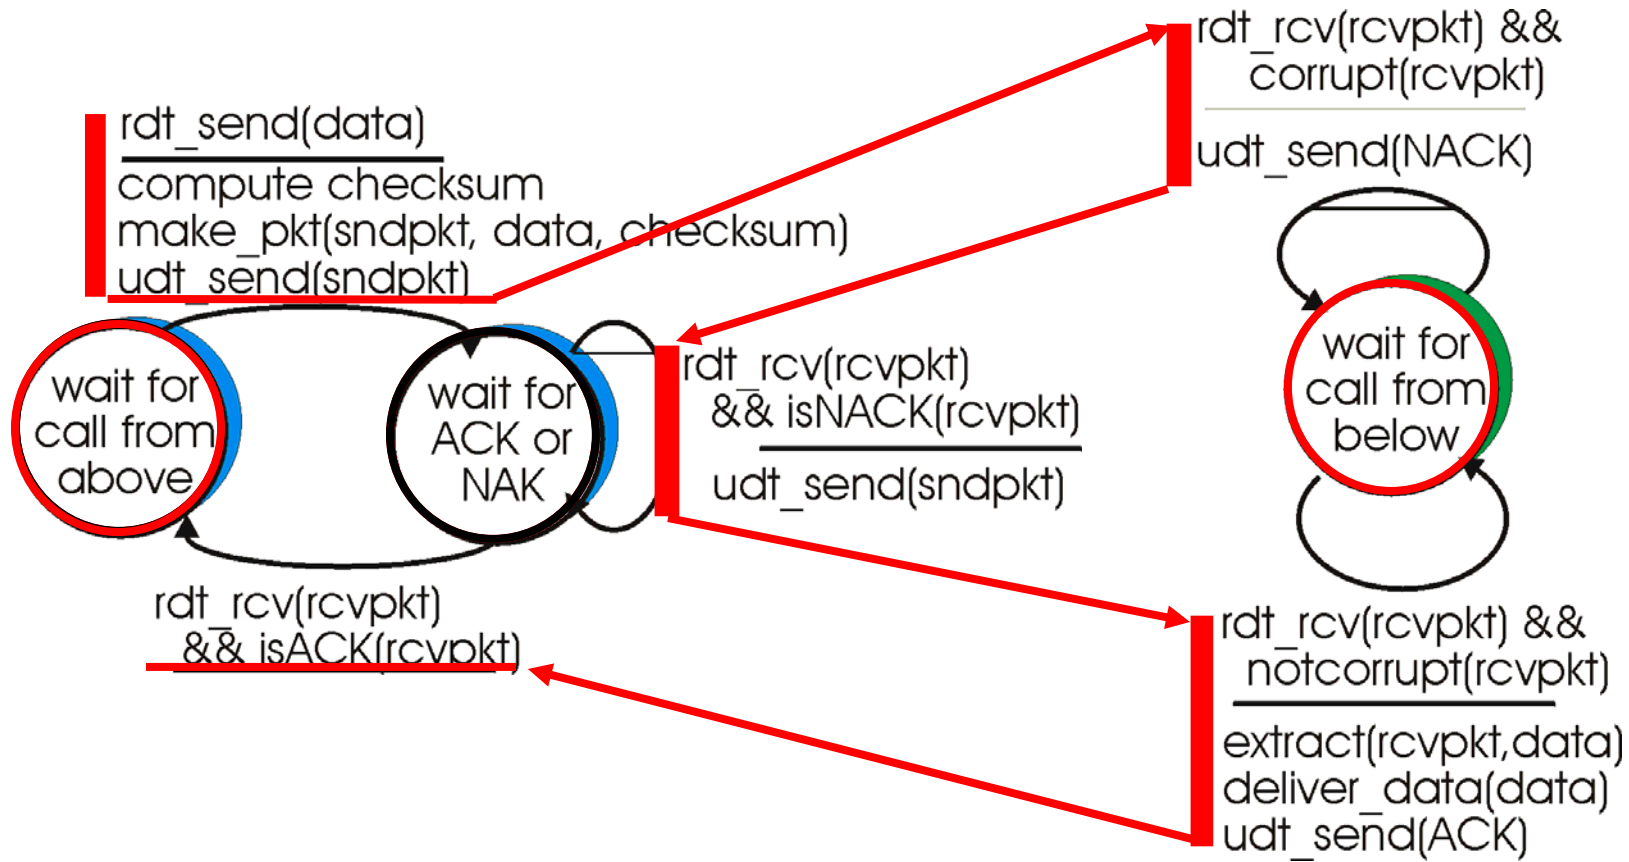 rdt_send(data)
compute checksum
make_pkt(sndpkt, data, checksum)
udt_send(sndpkt)
wait for
call from
above
wait for
ACK or
NAK
rdt_rcv(rcvpkt)
&& isNACK(rcvpkt)
udt_send(sndpkt)
rdt_rcv(rcvpkt)
&& isACK(rcvpkt)
rdt_rcv(rcvpkt) &&
corrupt(rcvpkt)
udt_send(NACK)
wait for
call from
below
rdt_rcv(rcvpkt) &&
notcorrupt(rcvpkt)
extract(rcvpkt,data)
deliver_data(data)
udt_send(ACK)